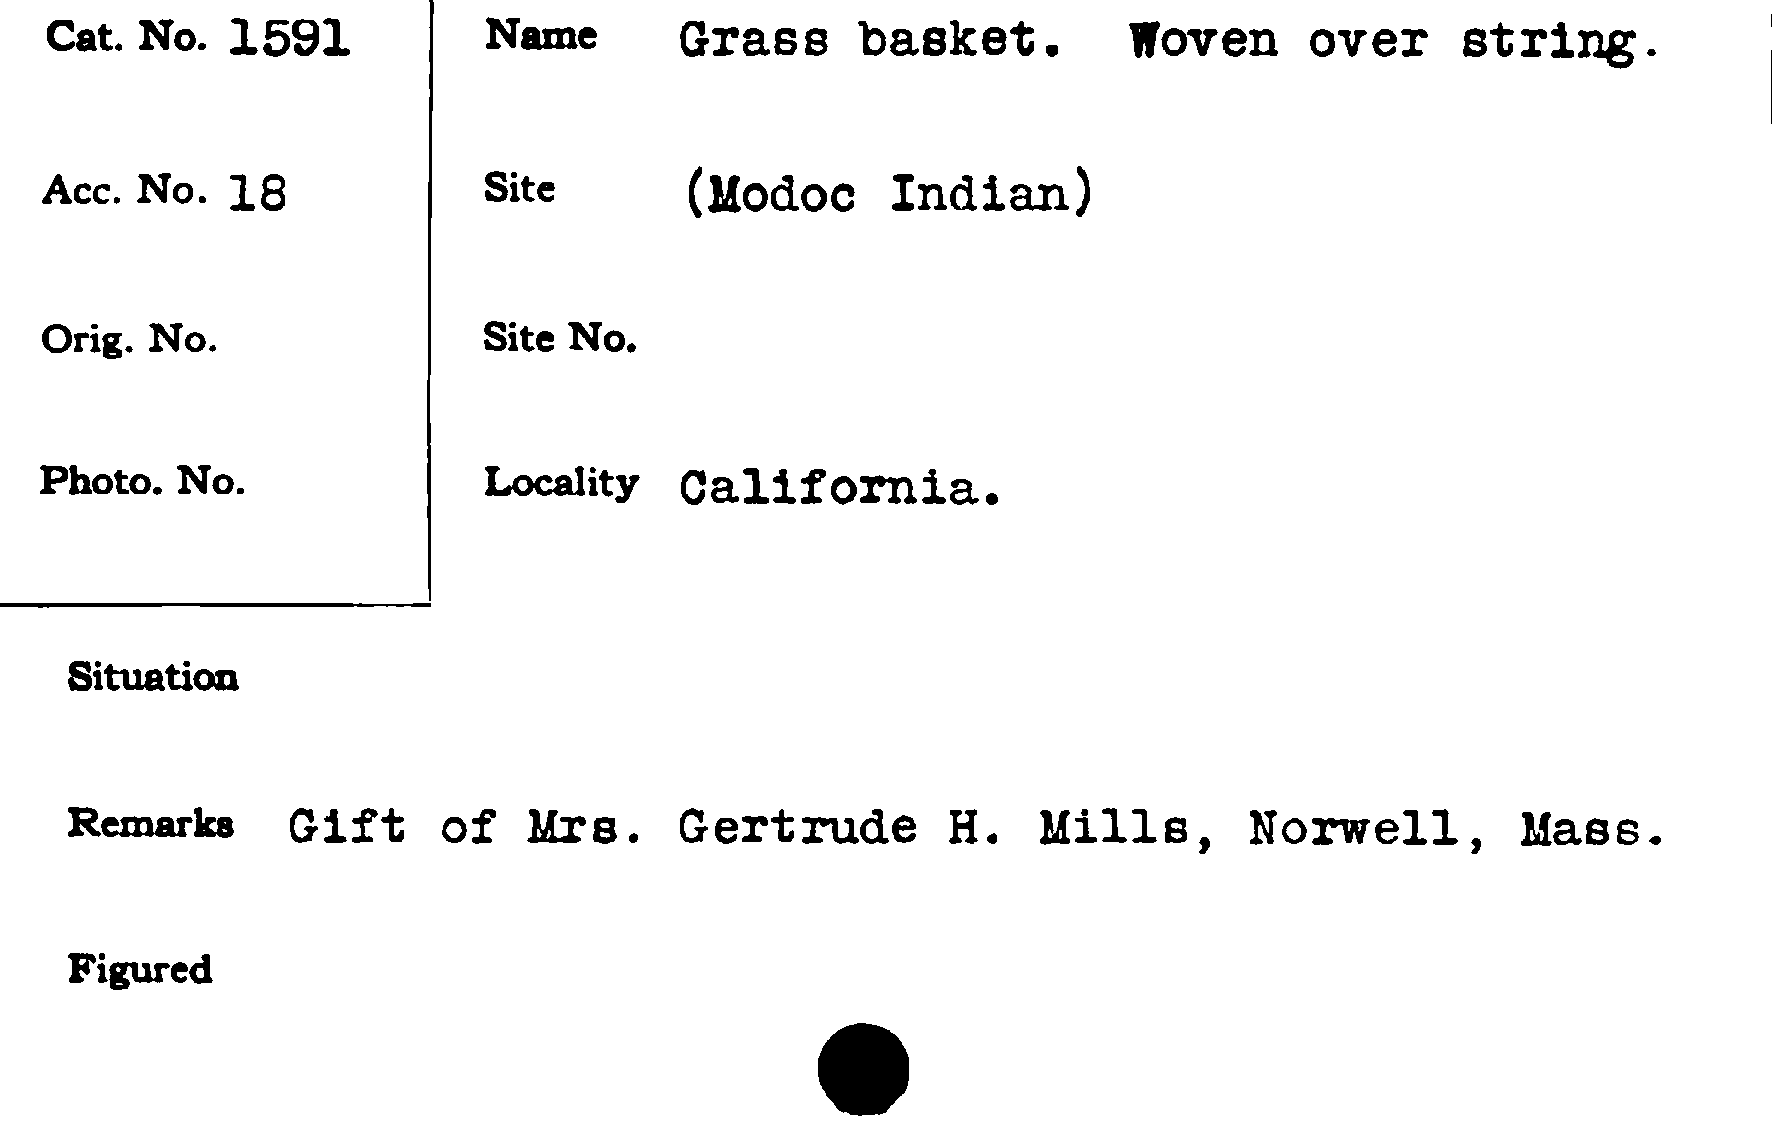 Cat. No. 1591
Name Grass basket. Woven over string.
Acc. No. 18
Site (Modoc Indian)
Orig. No.
Site No.
Photo. No.
Locality California.
Situation
Remarks Gift of Mrs. Gertrude H. Mills, Norwell, Mass.
Figured